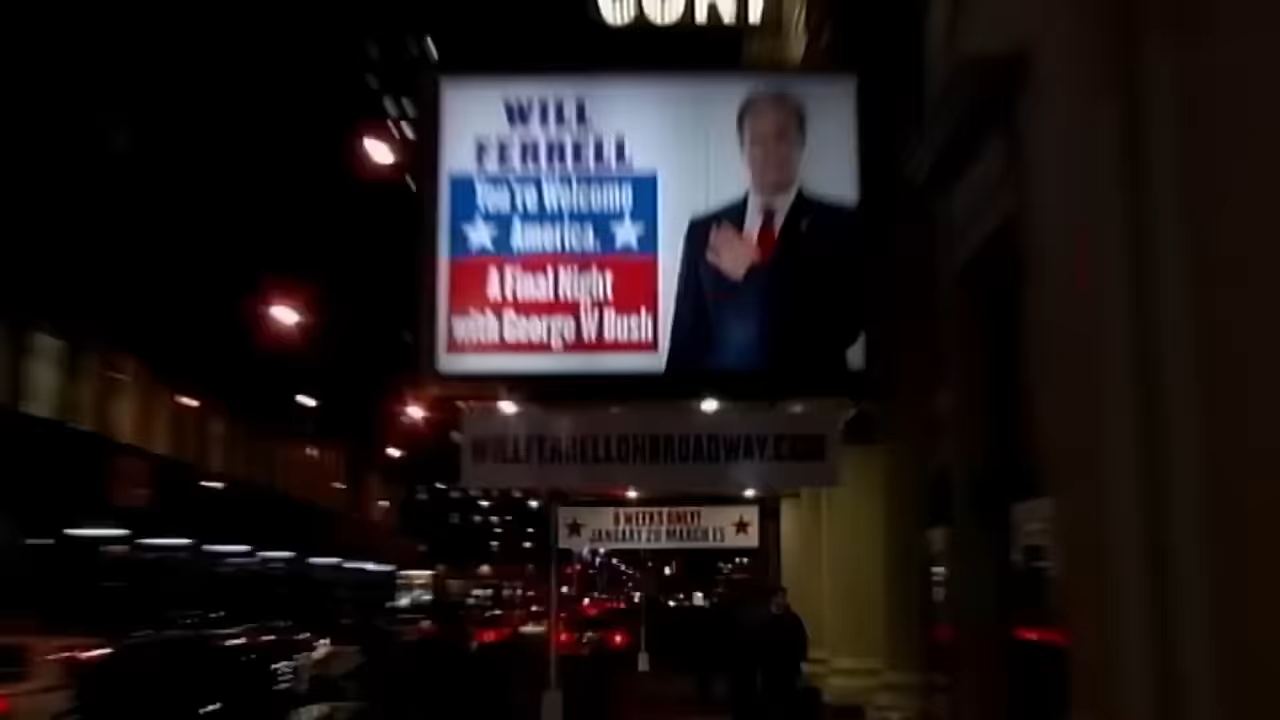 WILL
FERRELL
You're Welcome
America.
A Final Night
with George W Bush
WILLFERRELLONBROADWAY.COM
8 WEEKS ONLY!
JANUARY 20 MARCH 15